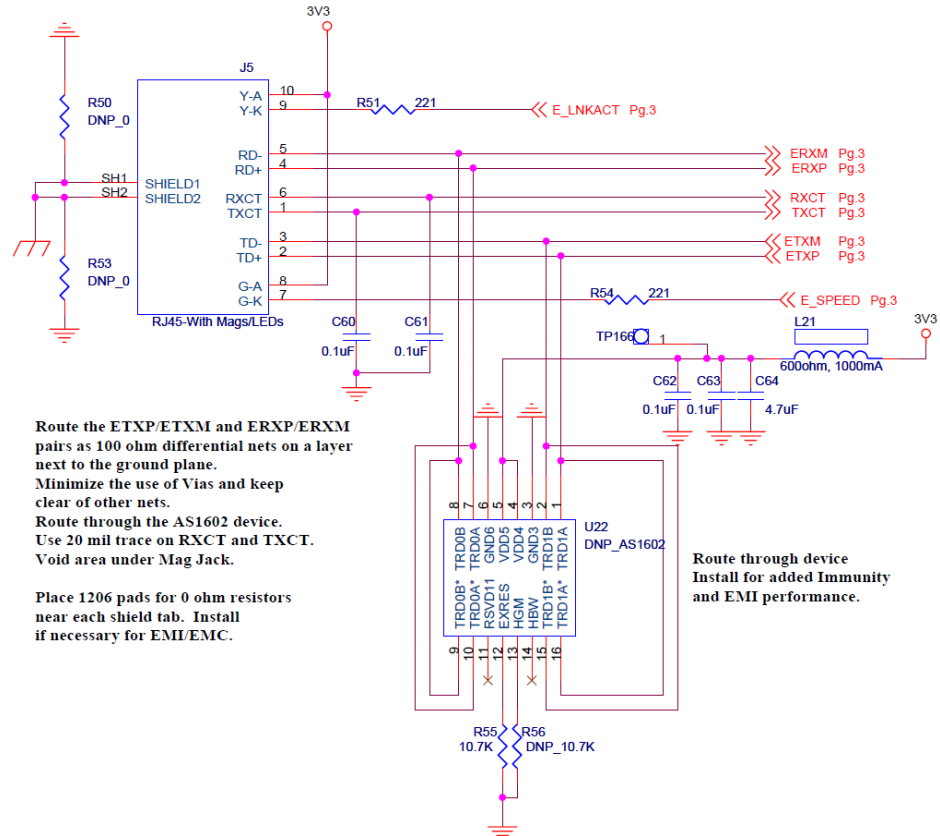 3V3
J5
R50
DNP_0
Y-A 10
Y-K 9
R51 221
E_LNKACT Pg.3
RD- 5
RD+ 4
ERXM Pg.3
ERXP Pg.3
SH1 SHIELD1
SH2 SHIELD2
RXCT 6
TXCT 1
RXCT Pg.3
TXCT Pg.3
TD- 3
TD+ 2
ETXM Pg.3
ETXP Pg.3
R53
DNP_0
G-A 8
G-K 7
R54 221
E_SPEED Pg.3
RJ45-With Mags/LEDs
C60
0.1uF
C61
0.1uF
TP166 1
L21
600ohm, 1000mA
3V3
C62
0.1uF
C63
0.1uF
C64
4.7uF
Route the ETXP/ETXM and ERXP/ERXM
pairs as 100 ohm differential nets on a layer
next to the ground plane.
Minimize the use of Vias and keep
clear of other nets.
Route through the AS1602 device.
Use 20 mil trace on RXCT and TXCT.
Void area under Mag Jack.
Place 1206 pads for 0 ohm resistors
near each shield tab. Install
if necessary for EMI/EMC.
8 7 6 5 4 3 2 1
TRD0B TRD0A GND6 VDD5 VDD4 GND3 TRD1B TRD1A
U22
DNP_AS1602
TRD0B* TRD0A* RSVD11 EXRES HGM HBW TRD1B* TRD1A*
9 10 11 12 13 14 15 16
Route through device
Install for added Immunity
and EMI performance.
R55
10.7K
R56
DNP_10.7K